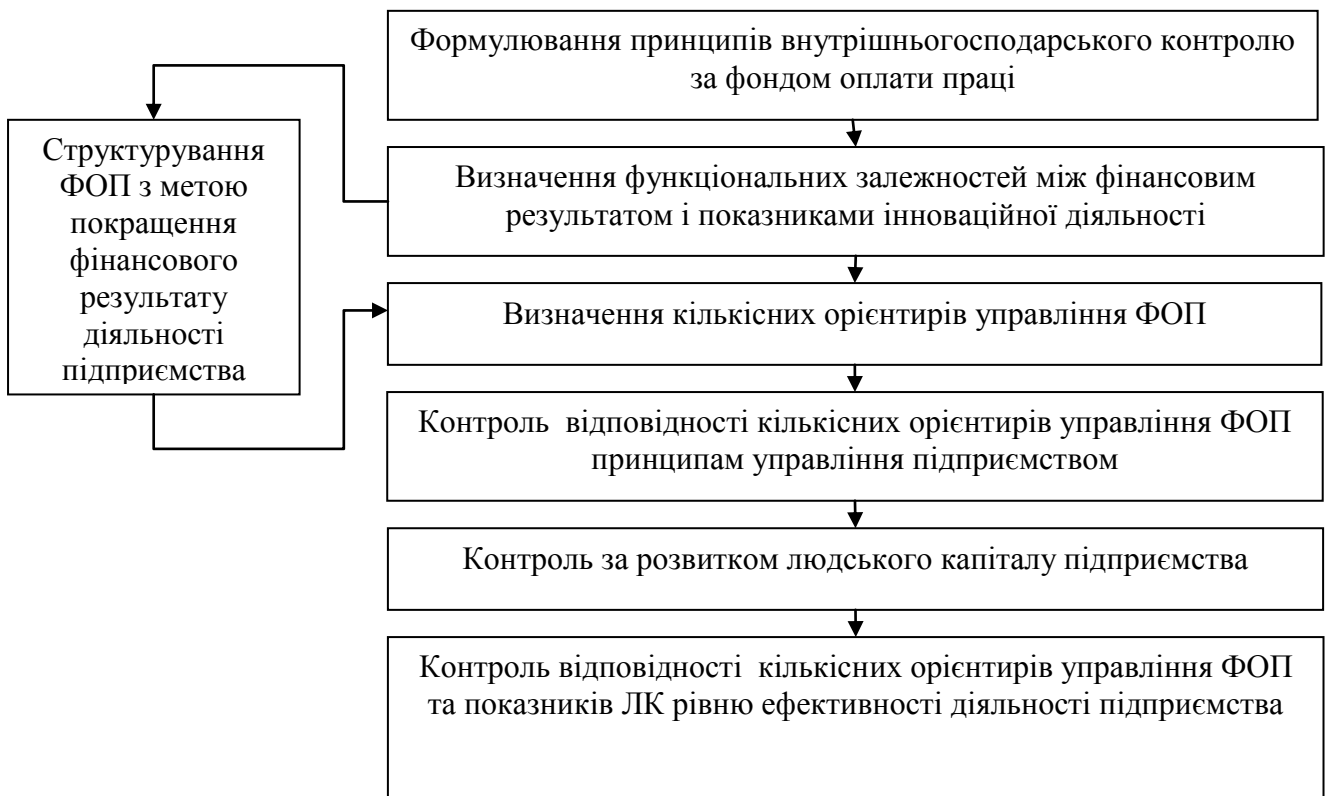 Формулювання принципів внутрішньогосподарського контролю
за фондом оплати праці
Структурування
ФОП з метою
покращення
фінансового
результату
діяльності
підприємства
Визначення функціональних залежностей між фінансовим
результатом і показниками інноваційної діяльності
Визначення кількісних орієнтирів управління ФОП
Контроль відповідності кількісних орієнтирів управління ФОП
принципам управління підприємством
Контроль за розвитком людського капіталу підприємства
Контроль відповідності кількісних орієнтирів управління ФОП
та показників ЛК рівню ефективності діяльності підприємства